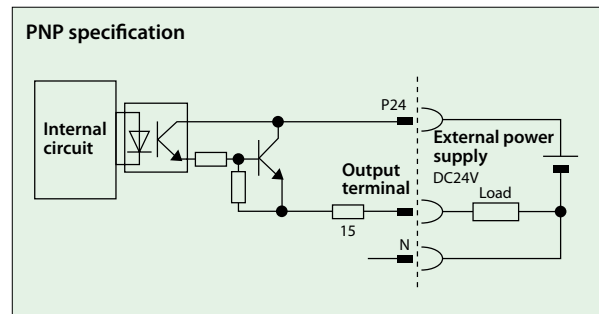 PNP specification
Internal
circuit
P24
External power
supply
DC24V
Output
terminal
Load
15
N